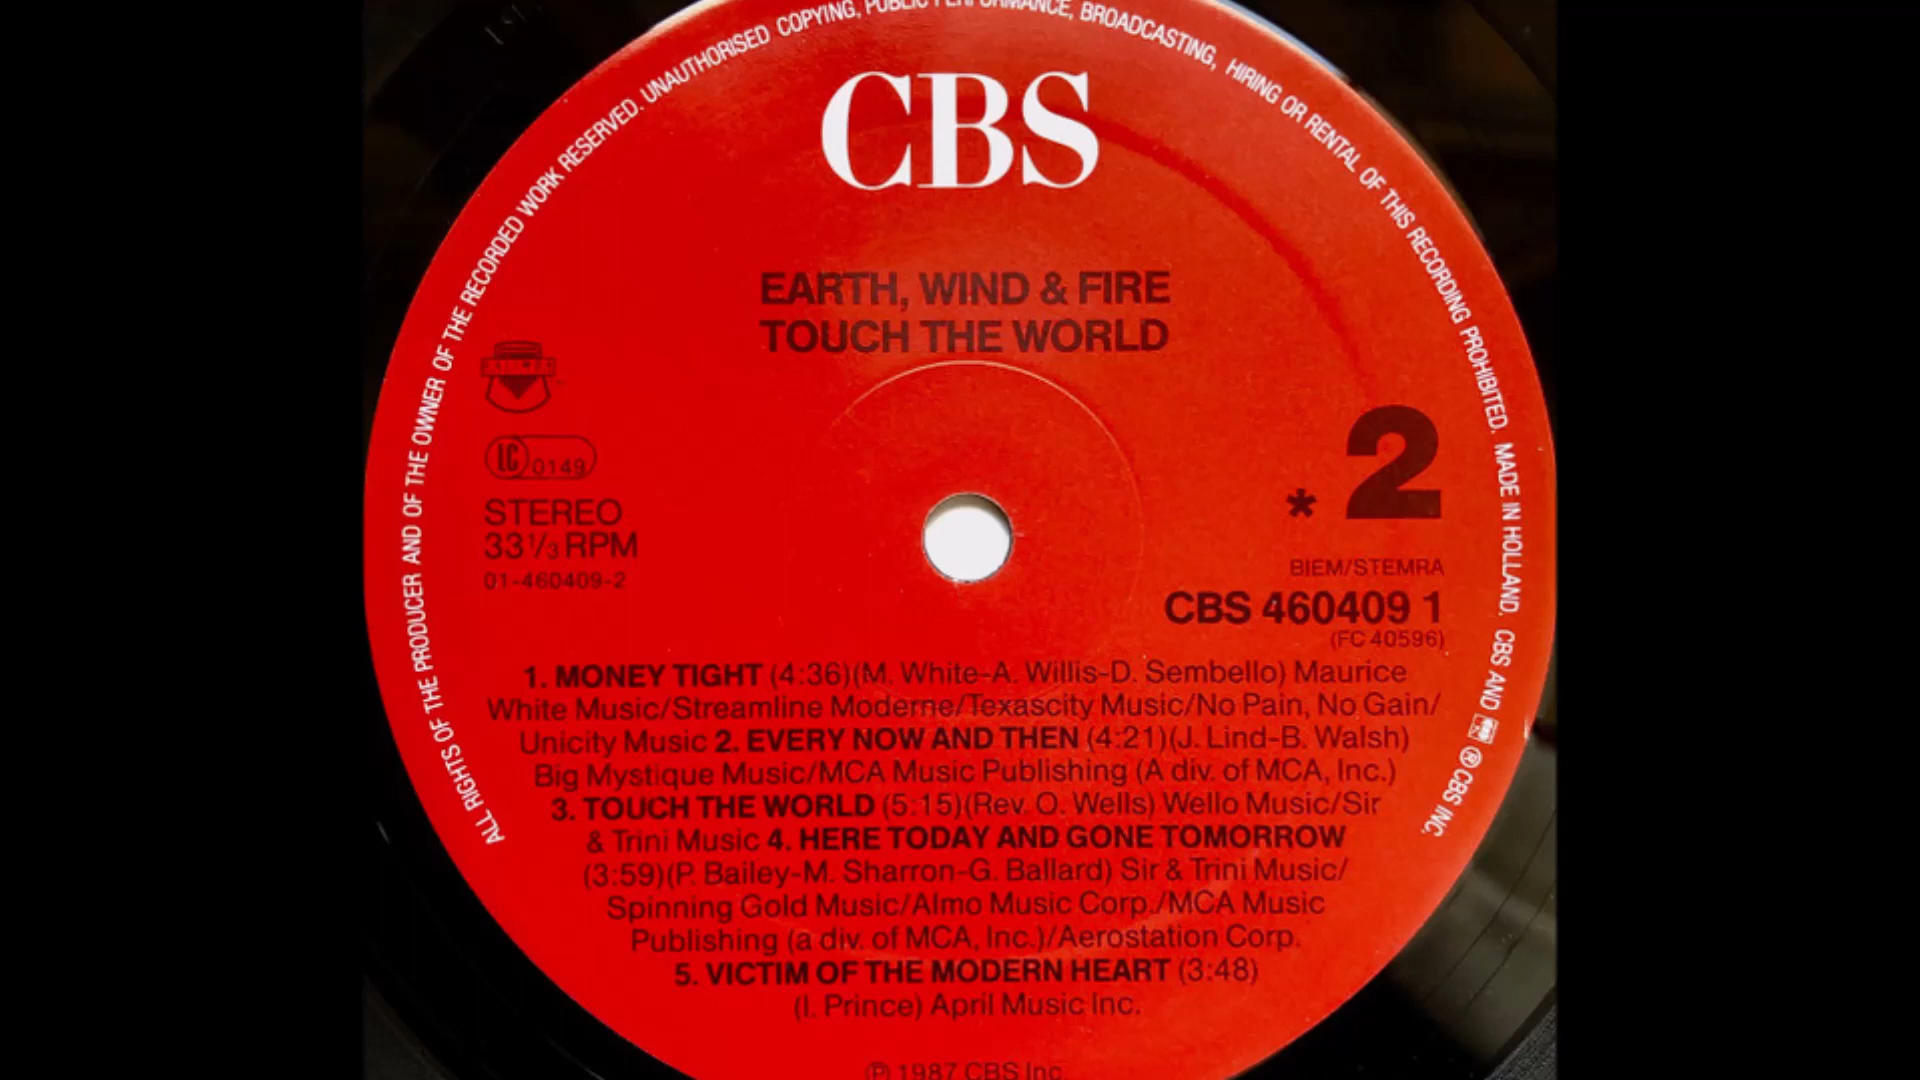 ALL RIGHTS OF THE PRODUCER AND OF THE OWNER OF THE RECORDED WORK RESERVED. UNAUTHORISED COPYING, PUBLIC PERFORMANCE, BROADCASTING, HIRING OR RENTAL OF THIS RECORDING PROHIBITED. MADE IN HOLLAND. CBS AND ℗ CBS INC.
CBS
EARTH, WIND & FIRE
TOUCH THE WORLD
LC 0149
STEREO
33 1/3 RPM
01-460409-2
* 2
BIEM/STEMRA
CBS 460409 1
(FC 40596)
1. MONEY TIGHT (4:36)(M. White-A. Willis-D. Sembello) Maurice
White Music/Streamline Moderne/Texascity Music/No Pain, No Gain/
Unicity Music 2. EVERY NOW AND THEN (4:21)(J. Lind-B. Walsh)
Big Mystique Music/MCA Music Publishing (A div. of MCA, Inc.)
3. TOUCH THE WORLD (5:15)(Rev. O. Wells) Wello Music/Sir
& Trini Music 4. HERE TODAY AND GONE TOMORROW
(3:59)(P. Bailey-M. Sharron-G. Ballard) Sir & Trini Music/
Spinning Gold Music/Almo Music Corp./MCA Music
Publishing (a div. of MCA, Inc.)/Aerostation Corp.
5. VICTIM OF THE MODERN HEART (3:48)
(I. Prince) April Music Inc.
℗ 1987 CBS Inc.